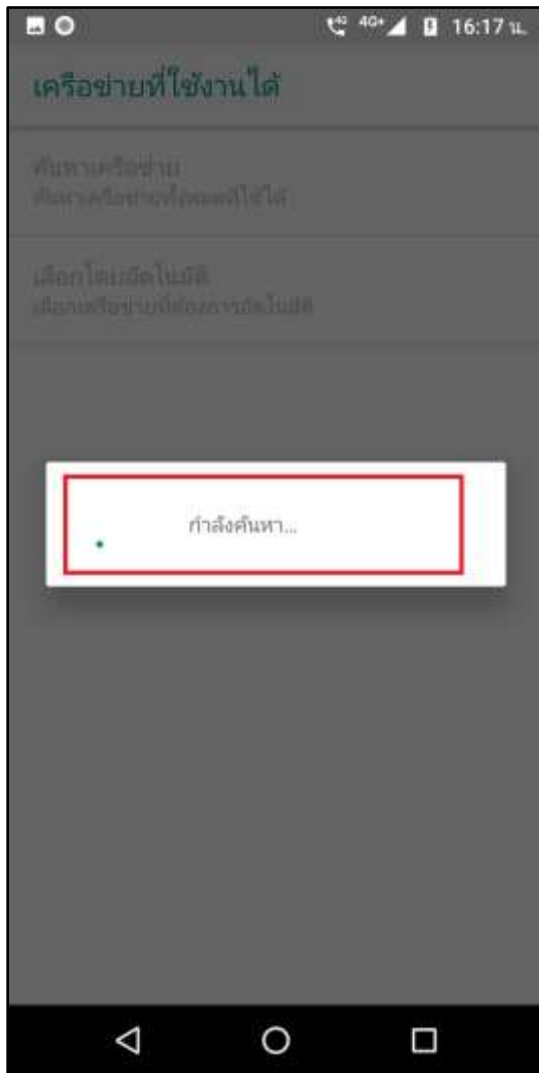 4G 4G+ 16:17 น.
เครือข่ายที่ใช้งานได้
ค้นหาเครือข่าย
ค้นหาเครือข่ายทั้งหมดที่ใช้ได้
เลือกโดยอัตโนมัติ
เลือกเครือข่ายที่ต้องการอัตโนมัติ
กำลังค้นหา...